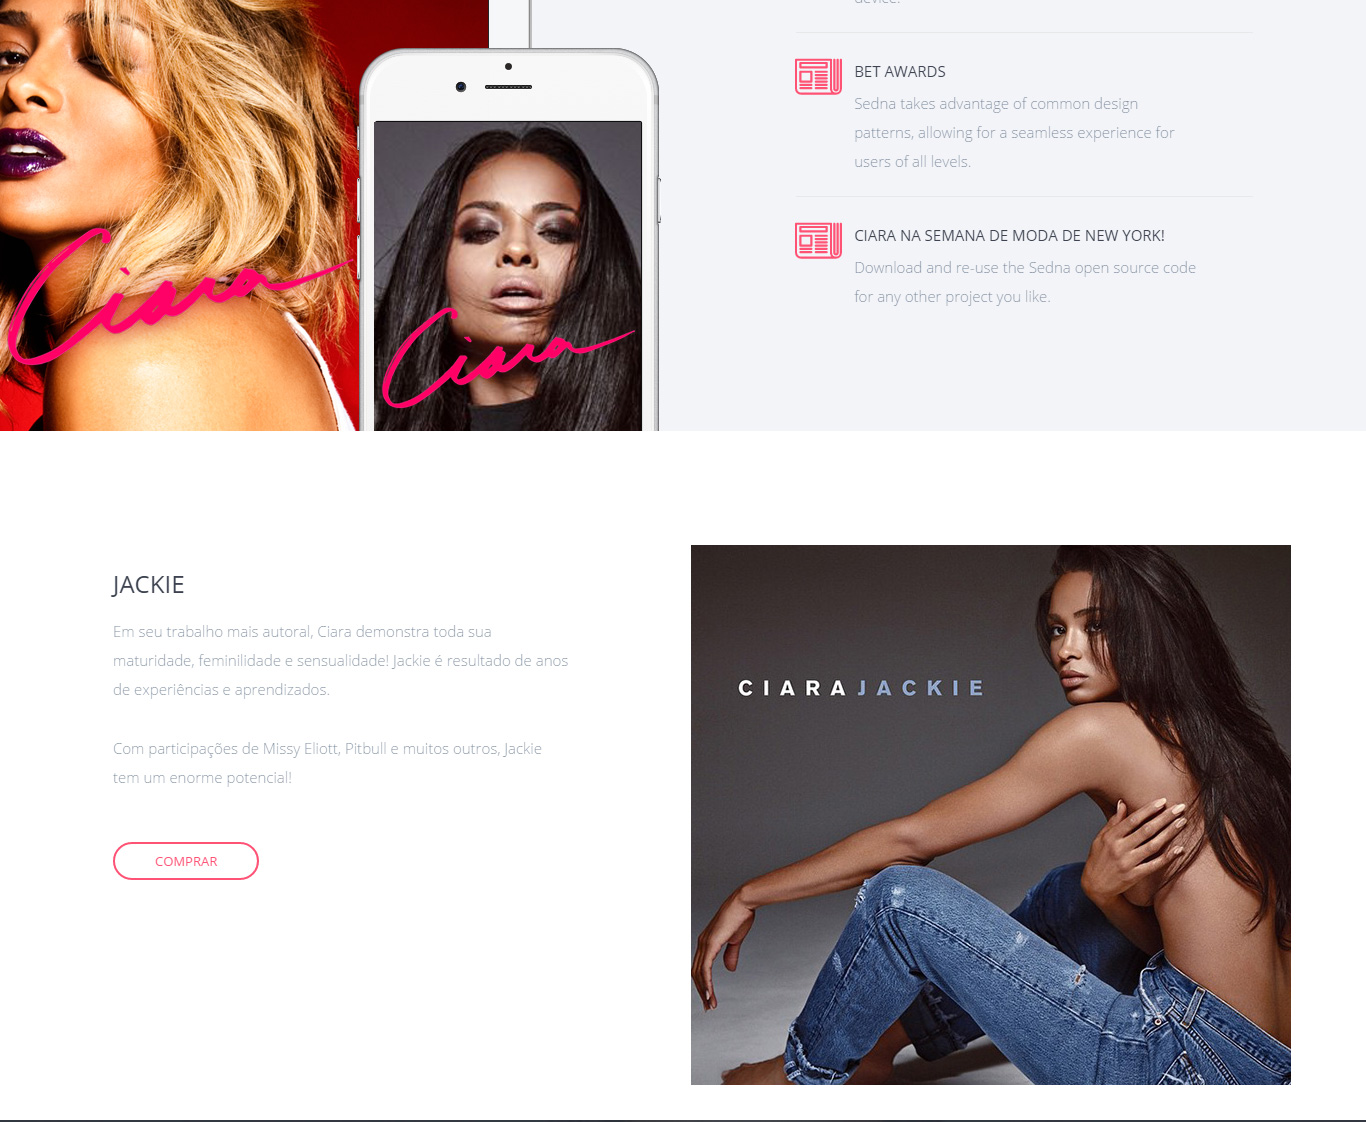 device.
BET AWARDS
Sedna takes advantage of common design
patterns, allowing for a seamless experience for
users of all levels.
Ciara
Ciara
CIARA NA SEMANA DE MODA DE NEW YORK!
Download and re-use the Sedna open source code
for any other project you like.
JACKIE
Em seu trabalho mais autoral, Ciara demonstra toda sua
maturidade, feminilidade e sensualidade! Jackie é resultado de anos
de experiências e aprendizados.
Com participações de Missy Eliott, Pitbull e muitos outros, Jackie
tem um enorme potencial!
COMPRAR
CIARA JACKIE